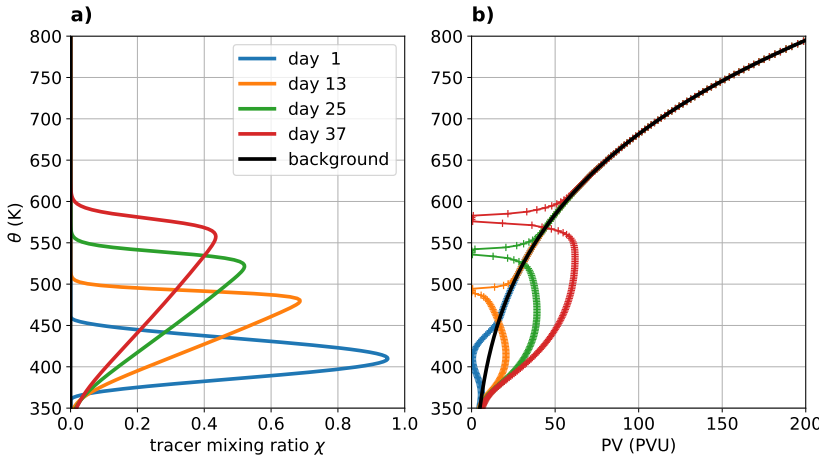 a)
800
750
700
650
600
550
500
450
400
350
θ (K)
0.0 0.2 0.4 0.6 0.8 1.0
tracer mixing ratio χ
day 1
day 13
day 25
day 37
background
b)
800
750
700
650
600
550
500
450
400
350
0 50 100 150 200
PV (PVU)